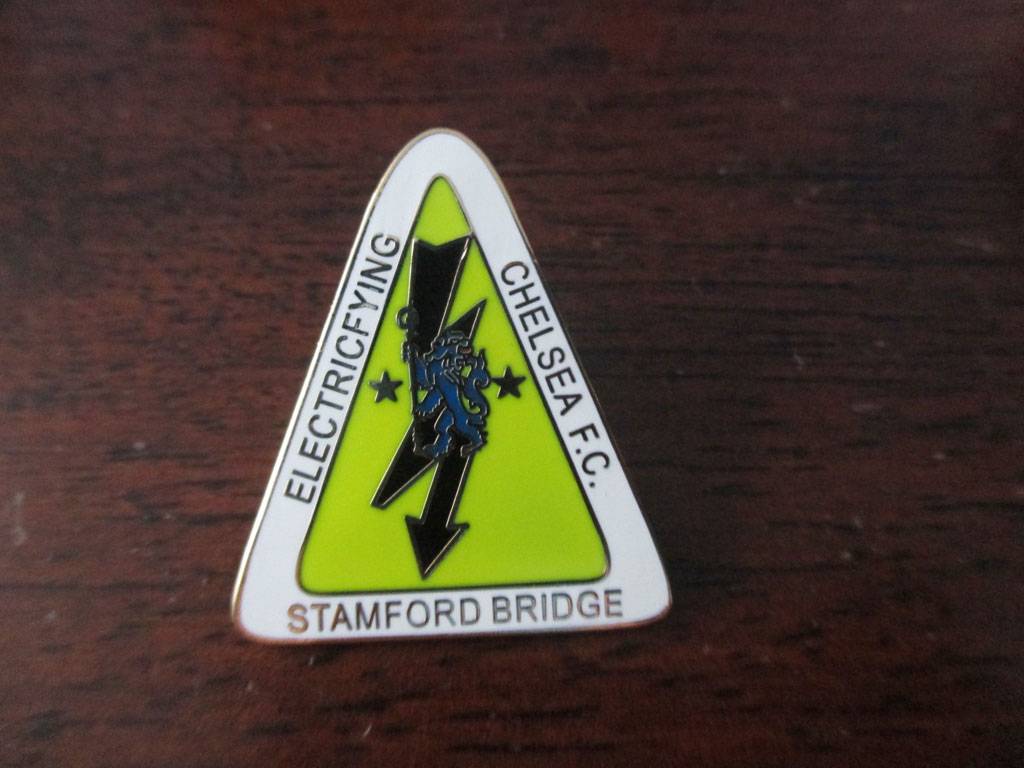 ELECTRICFYING
CHELSEA F.C.
STAMFORD BRIDGE